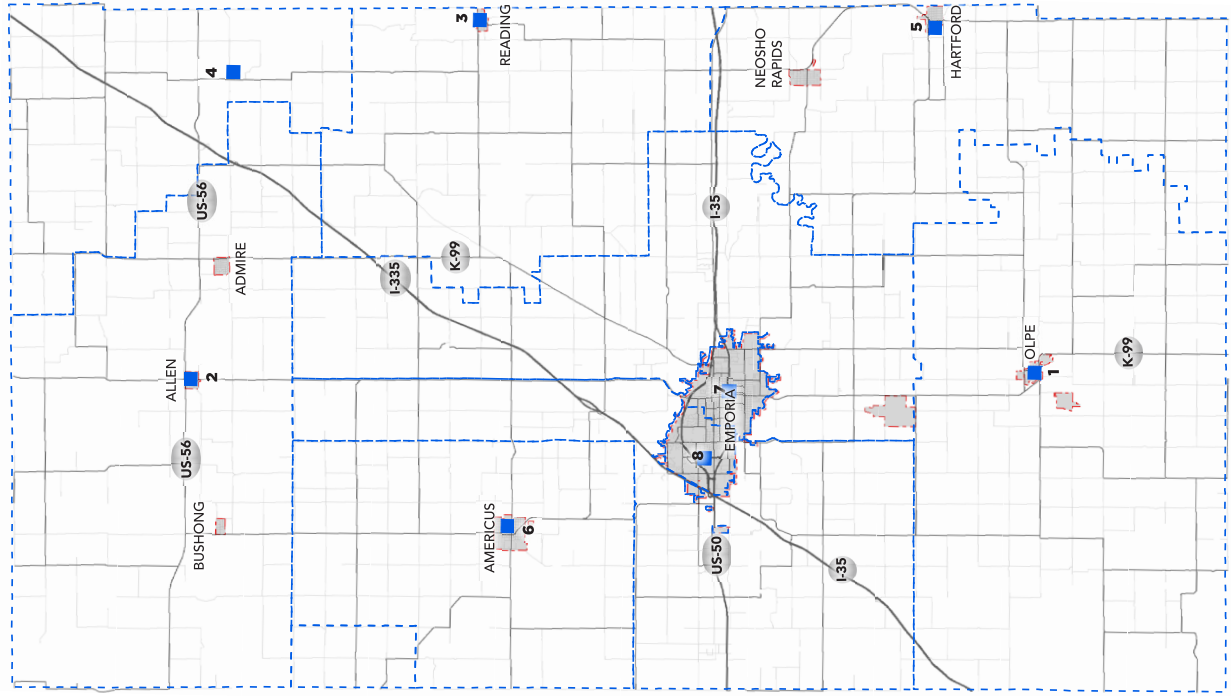 BUSHONG
US-56
ALLEN
2
ADMIRE
US-56
4
AMERICUS
6
I-335
K-99
READING
3
US-50
8
EMPORIA
7
I-35
I-35
NEOSHO
RAPIDS
5
HARTFORD
OLPE
1
K-99